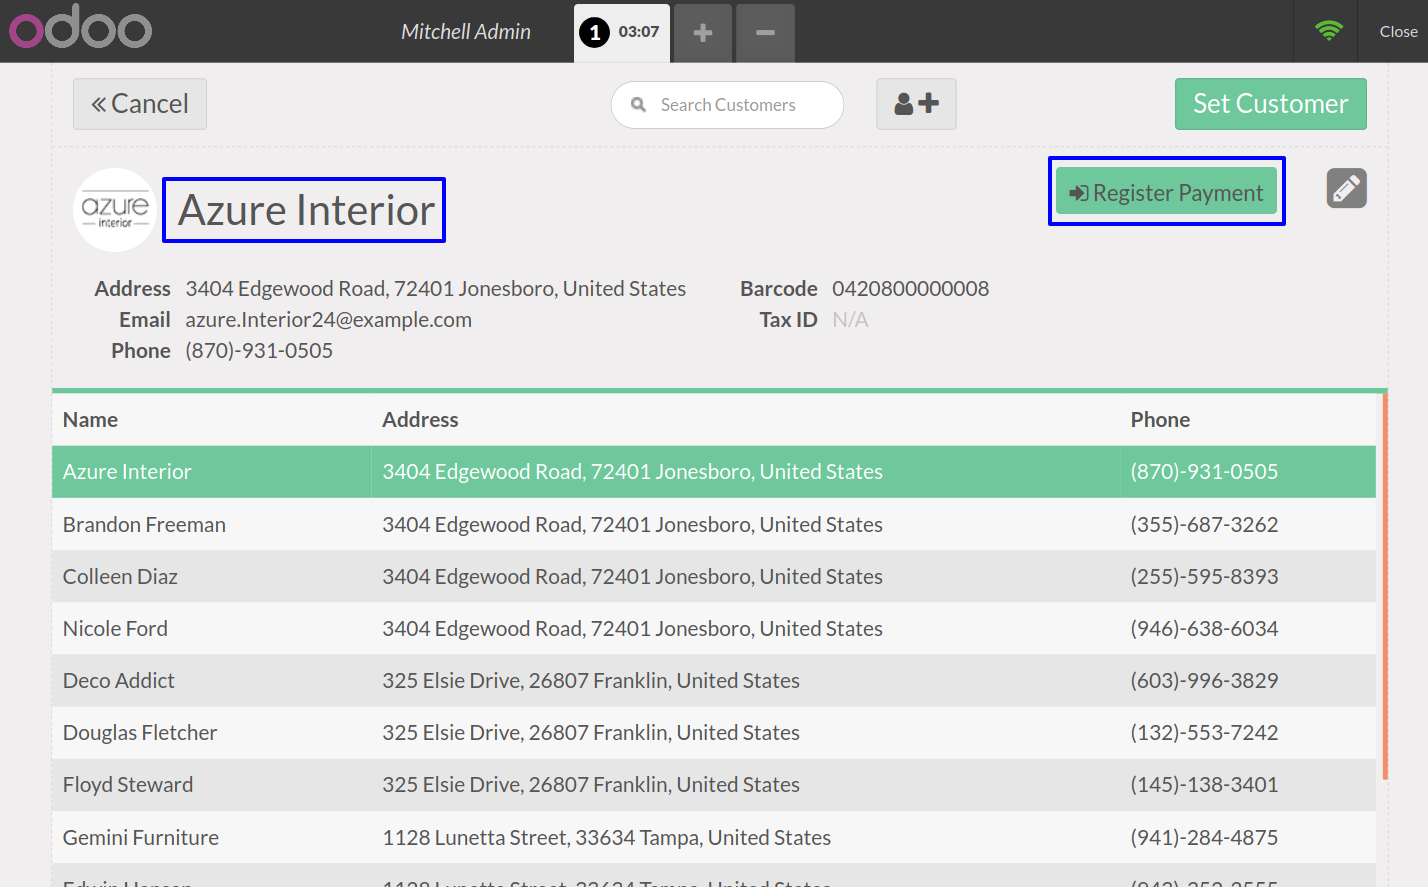 odoo
Mitchell Admin
1 03:07
Close
Cancel
Search Customers
Set Customer
azure
interior
Azure Interior
Register Payment
Address 3404 Edgewood Road, 72401 Jonesboro, United States
Barcode 0420800000008
Email azure.Interior24@example.com
Tax ID N/A
Phone (870)-931-0505
Name Address Phone
Azure Interior 3404 Edgewood Road, 72401 Jonesboro, United States (870)-931-0505
Brandon Freeman 3404 Edgewood Road, 72401 Jonesboro, United States (355)-687-3262
Colleen Diaz 3404 Edgewood Road, 72401 Jonesboro, United States (255)-595-8393
Nicole Ford 3404 Edgewood Road, 72401 Jonesboro, United States (946)-638-6034
Deco Addict 325 Elsie Drive, 26807 Franklin, United States (603)-996-3829
Douglas Fletcher 325 Elsie Drive, 26807 Franklin, United States (132)-553-7242
Floyd Steward 325 Elsie Drive, 26807 Franklin, United States (145)-138-3401
Gemini Furniture 1128 Lunetta Street, 33634 Tampa, United States (941)-284-4875